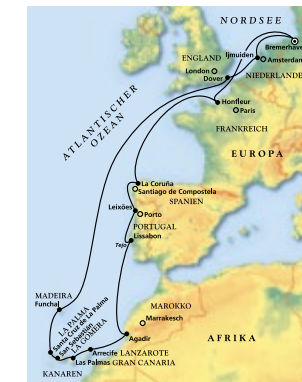 NORDSEE
Bremerhave
Ijmuiden
Amsterdam
ENGLAND
London
Dover
NIEDERLANDE
ATLANTISCHER
OZEAN
Honfleur
Paris
FRANKREICH
EUROPA
La Coruña
Santiago de Compostela
SPANIEN
Leixões
Porto
PORTUGAL
Lissabon
Tejo
MADEIRA
Funchal
MAROKKO
Marrakesch
LA PALMA
Santa Cruz de La Palma
San Sebastián
LA GOMERA
Agadir
AFRIKA
Arrecife LANZAROTE
Las Palmas GRAN CANARIA
KANAREN